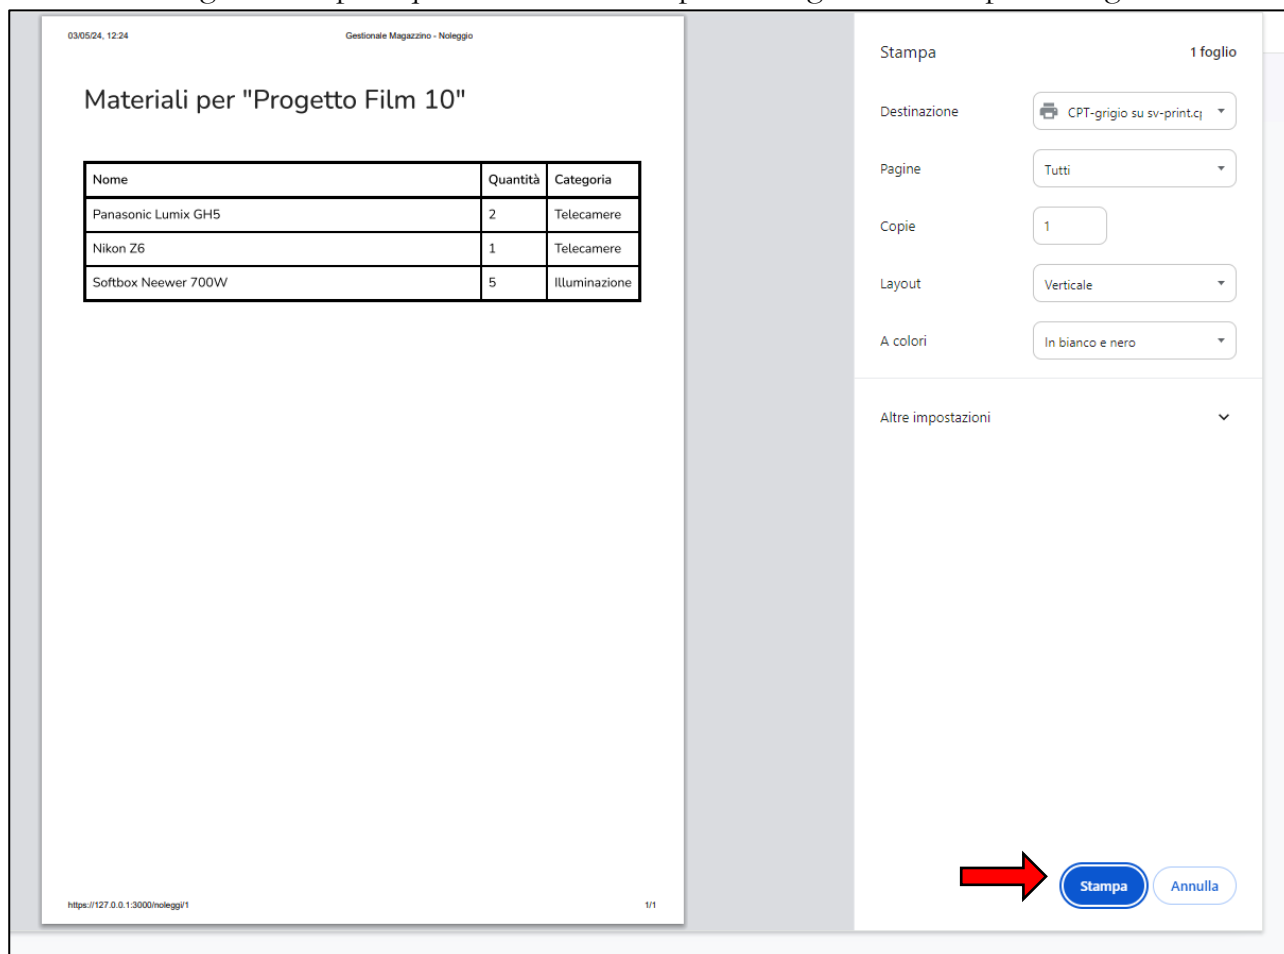 03/05/24, 12:24 Gestionale Magazzino - Noleggio
Materiali per "Progetto Film 10"
Nome Quantità Categoria
Panasonic Lumix GH5 2 Telecamere
Nikon Z6 1 Telecamere
Softbox Neewer 700W 5 Illuminazione
https://127.0.0.1:3000/noleggi/1 1/1
Stampa 1 foglio
Destinazione CPT-grigio su sv-print.cp
Pagine Tutti
Copie 1
Layout Verticale
A colori In bianco e nero
Altre impostazioni
Stampa Annulla